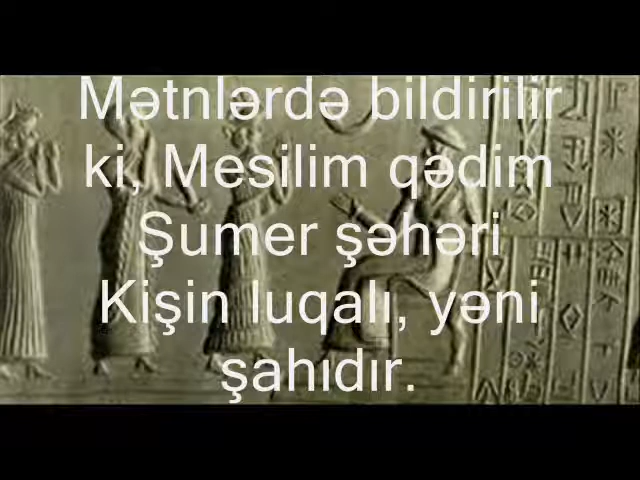 Mətnlərdə bildirilir
ki, Mesilim qədim
Şumer şəhəri
Kişin luqalı, yəni
şahıdır.